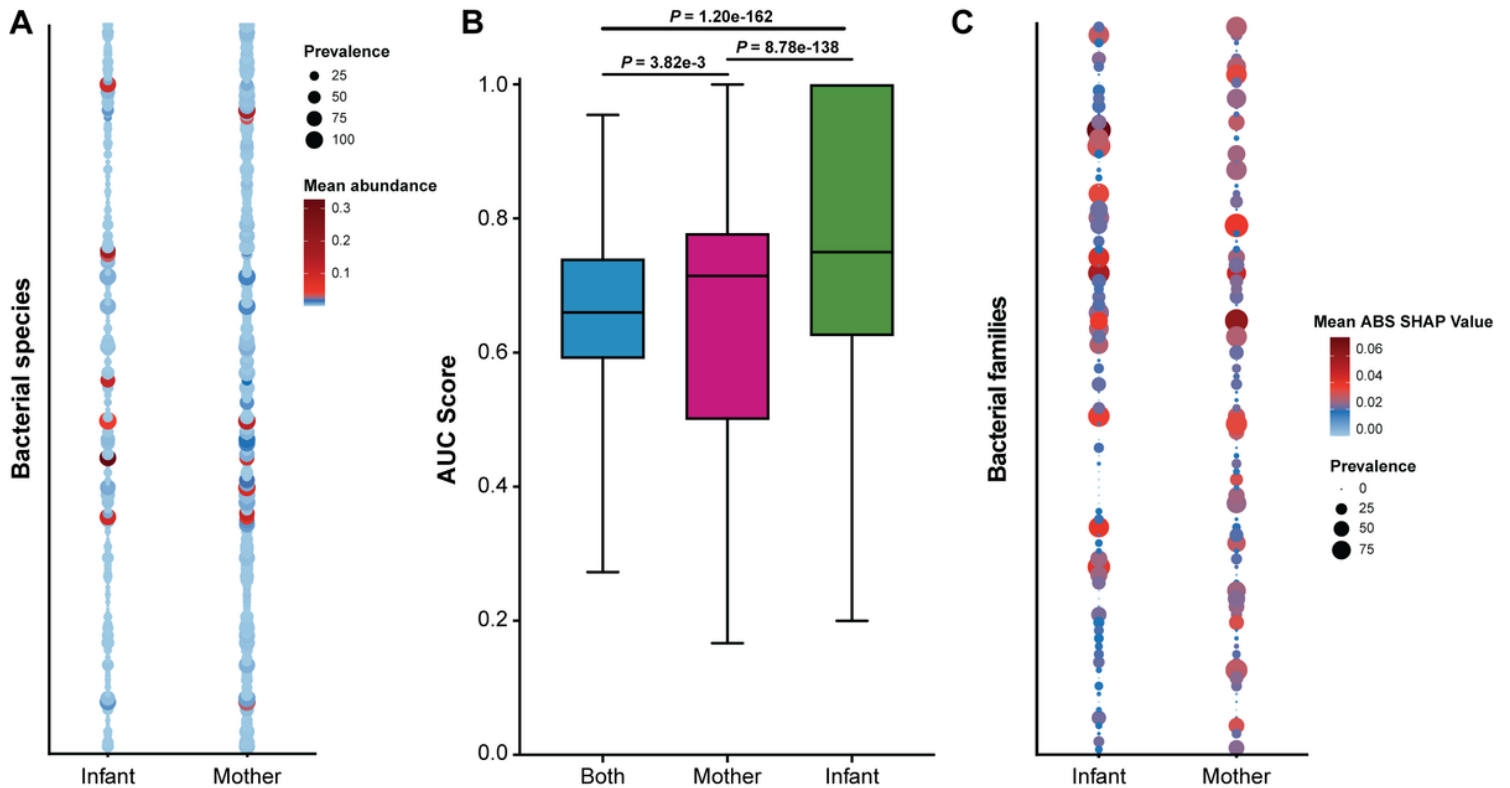 A
Bacterial species
Infant
Mother
Prevalence
25
50
75
100
Mean abundance
0.3
0.2
0.1
B
P = 1.20e-162
P = 3.82e-3
P = 8.78e-138
AUC Score
1.0
0.8
0.6
0.4
0.2
0.0
Both
Mother
Infant
C
Bacterial families
Infant
Mother
Mean ABS SHAP Value
0.06
0.04
0.02
0.00
Prevalence
0
25
50
75